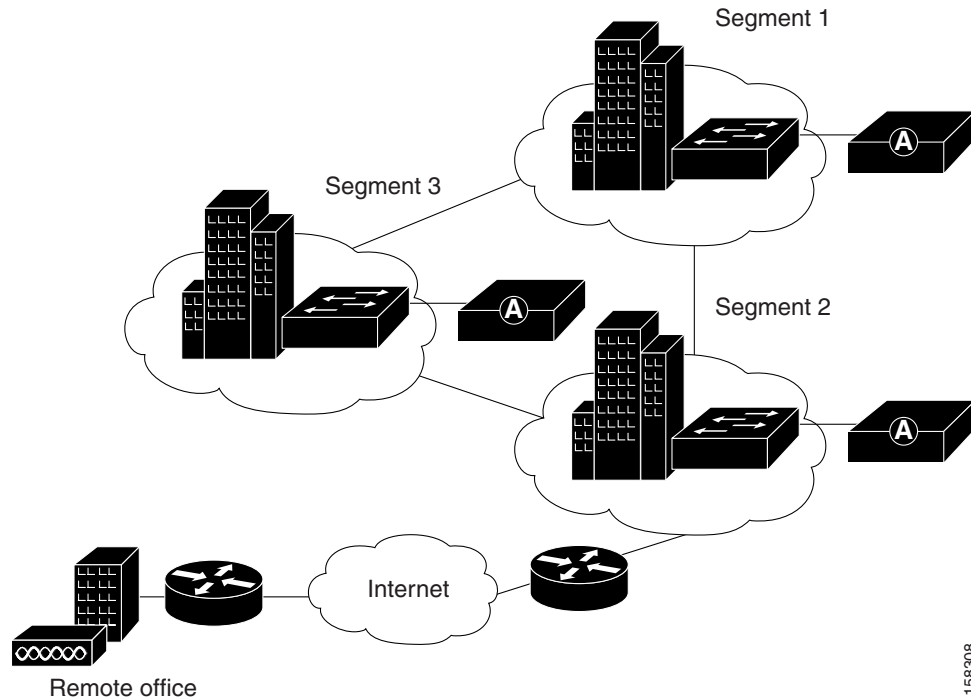 Segment 1
A
Segment 3
A
Segment 2
A
Internet
Remote office
158308